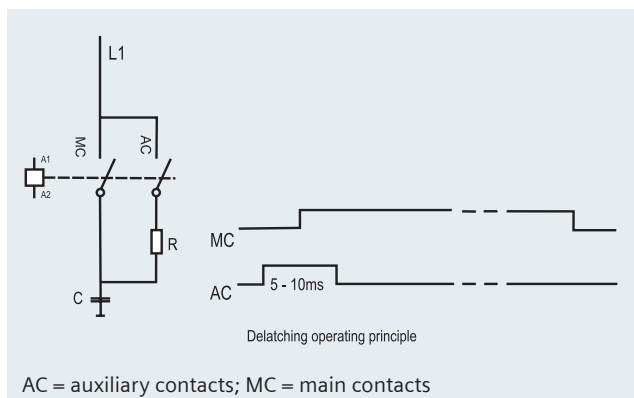 L1
MC
AC
A1
A2
R
C
MC
AC
5 - 10ms
Delatching operating principle
AC = auxiliary contacts; MC = main contacts